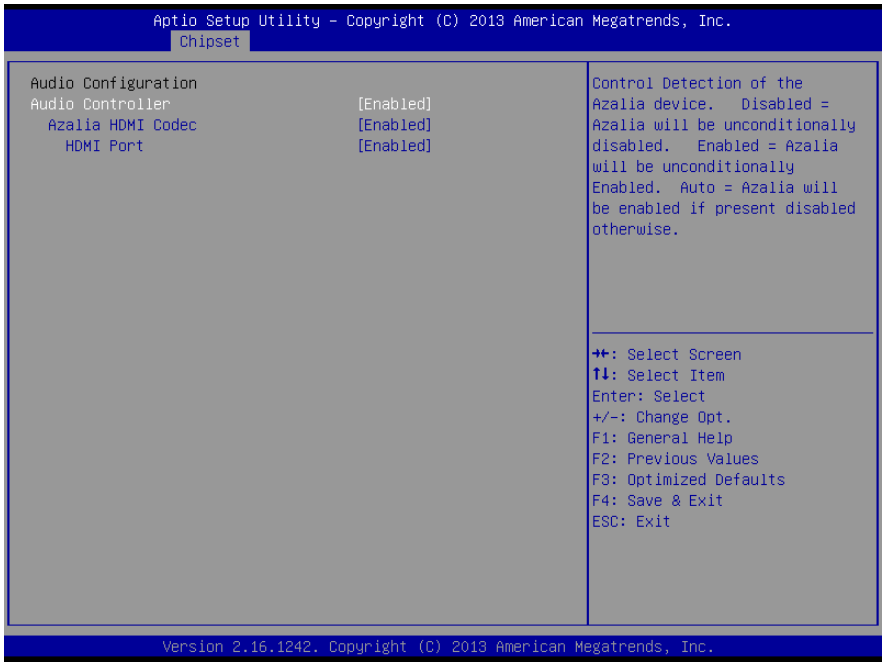 Aptio Setup Utility – Copyright (C) 2013 American Megatrends, Inc.
Chipset
Audio Configuration
Audio Controller [Enabled]
Azalia HDMI Codec [Enabled]
HDMI Port [Enabled]
Control Detection of the
Azalia device. Disabled =
Azalia will be unconditionally
disabled. Enabled = Azalia
will be unconditionally
Enabled. Auto = Azalia will
be enabled if present disabled
otherwise.
→←: Select Screen
↑↓: Select Item
Enter: Select
+/-: Change Opt.
F1: General Help
F2: Previous Values
F3: Optimized Defaults
F4: Save & Exit
ESC: Exit
Version 2.16.1242. Copyright (C) 2013 American Megatrends, Inc.